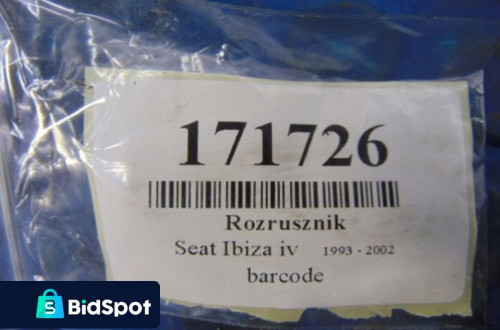 171726
Rozrusznik
Seat Ibiza iv 1993 - 2002
barcode
BidSpot